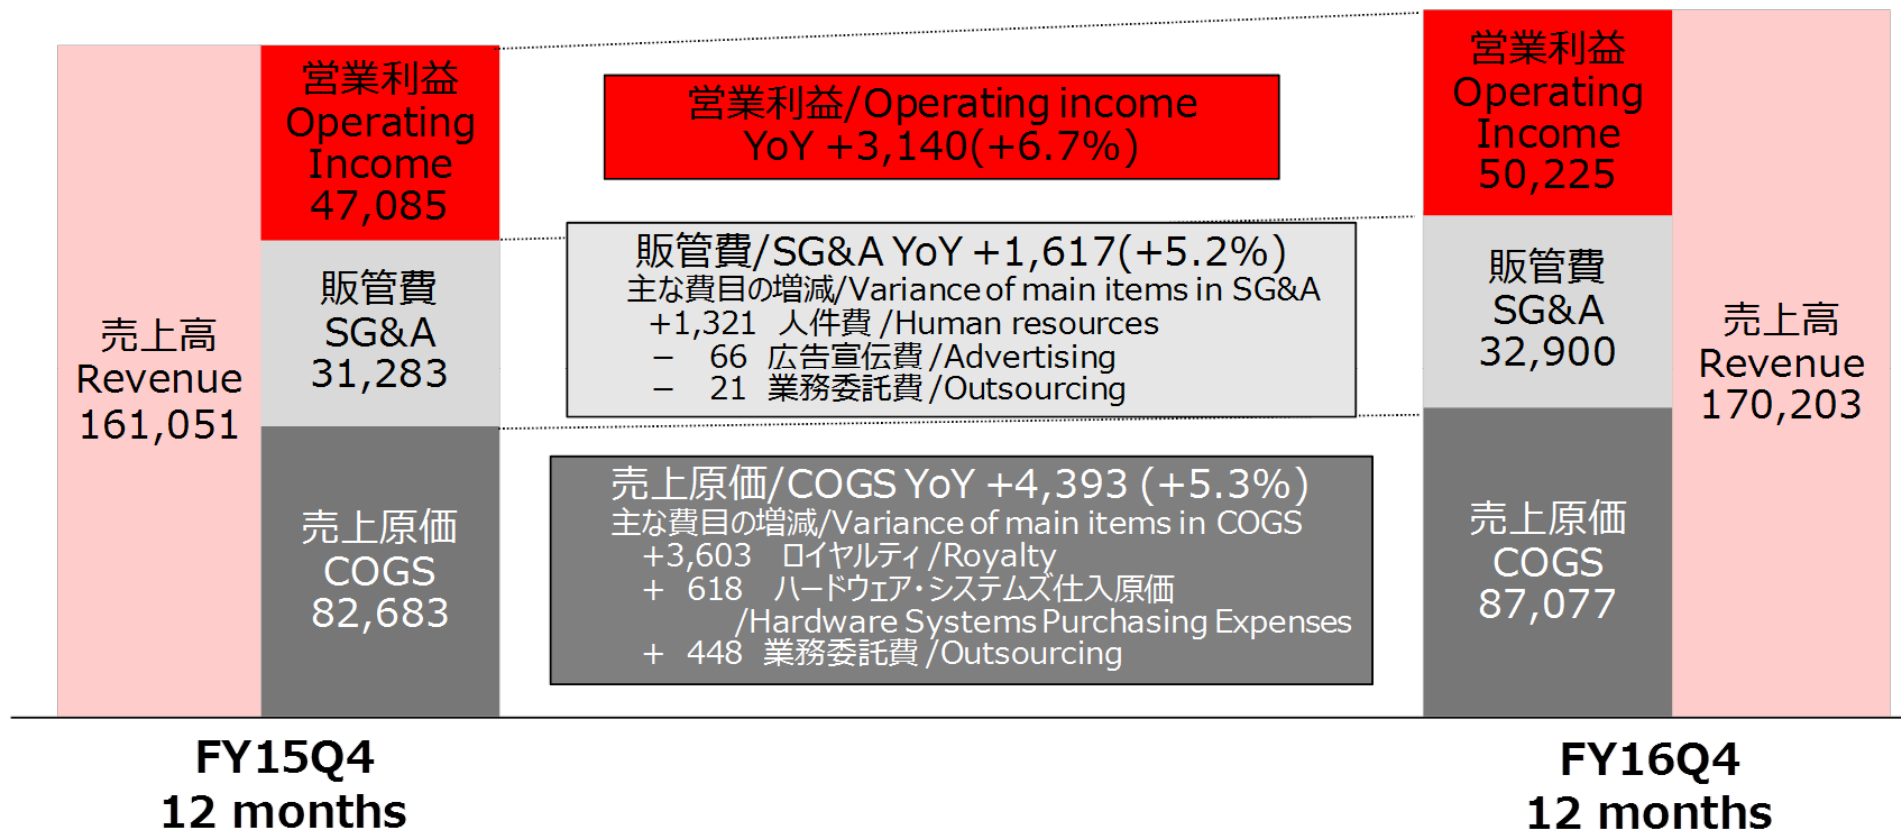 売上高
Revenue
161,051
営業利益
Operating
Income
47,085
販管費
SG&A
31,283
売上原価
COGS
82,683
営業利益/Operating income
YoY +3,140(+6.7%)
販管費/SG&A YoY +1,617(+5.2%)
主な費目の増減/Variance of main items in SG&A
+1,321 人件費/Human resources
− 66 広告宣伝費/Advertising
− 21 業務委託費/Outsourcing
売上原価/COGS YoY +4,393 (+5.3%)
主な費目の増減/Variance of main items in COGS
+3,603 ロイヤルティ/Royalty
+ 618 ハードウェア・システムズ仕入原価
/Hardware Systems Purchasing Expenses
+ 448 業務委託費/Outsourcing
営業利益
Operating
Income
50,225
販管費
SG&A
32,900
売上原価
COGS
87,077
売上高
Revenue
170,203
FY15Q4
12 months
FY16Q4
12 months